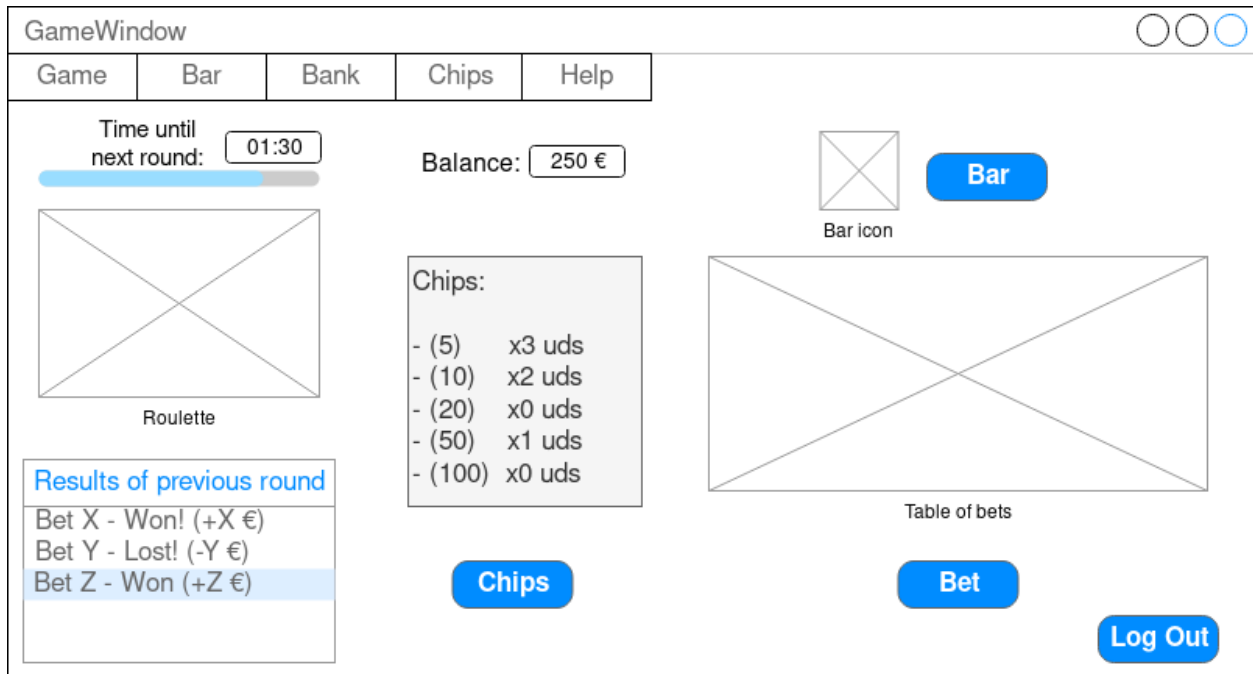 GameWindow
Game Bar Bank Chips Help
Time until
next round: 01:30
Balance: 250 €
Bar
Bar icon
Roulette
Chips:
- (5) x3 uds
- (10) x2 uds
- (20) x0 uds
- (50) x1 uds
- (100) x0 uds
Table of bets
Results of previous round
Bet X - Won! (+X €)
Bet Y - Lost! (-Y €)
Bet Z - Won (+Z €)
Chips
Bet
Log Out